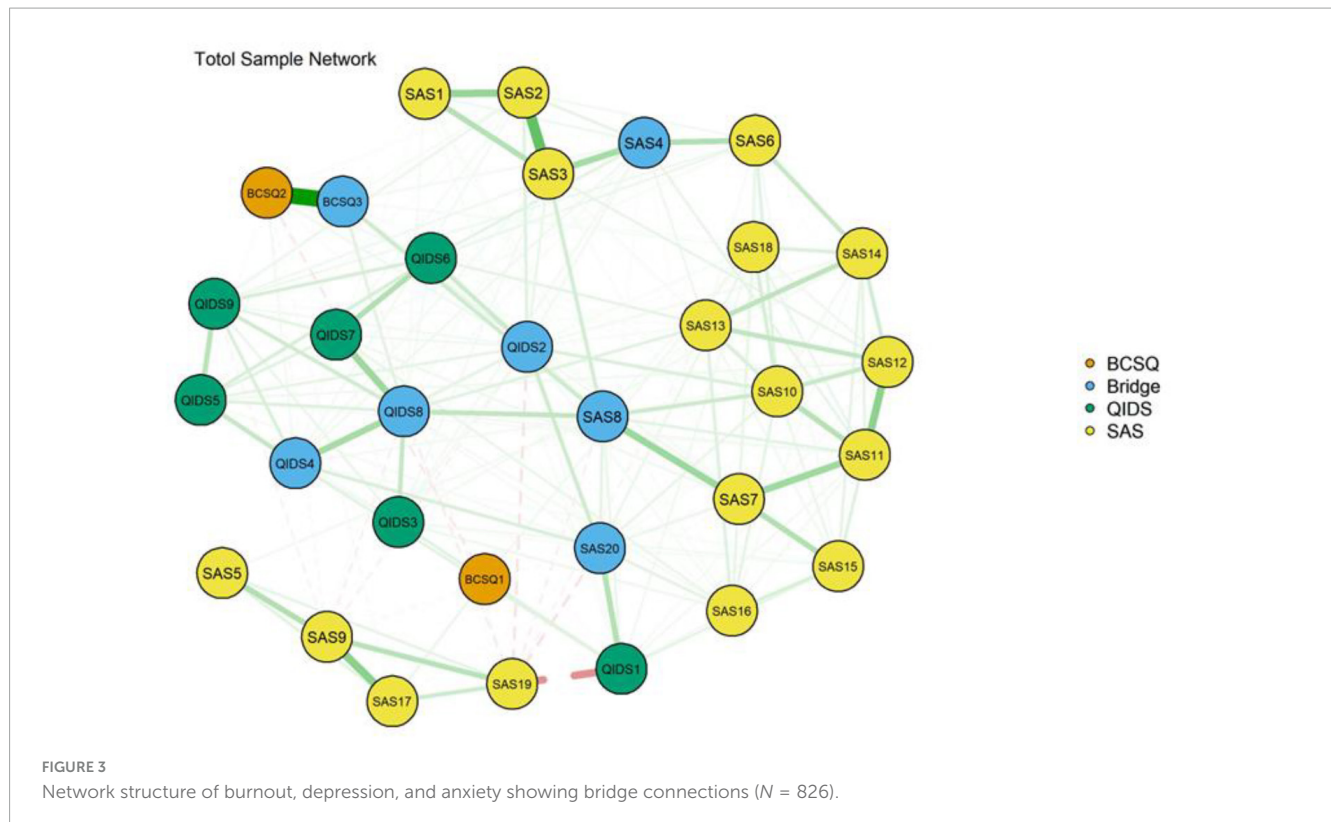 Totol Sample Network
SAS1
SAS2
SAS4
SAS6
SAS3
BCSQ2
BCSQ3
SAS18
SAS14
QIDS6
QIDS9
QIDS7
SAS13
QIDS2
SAS12
BCSQ
Bridge
QIDS
SAS
QIDS5
QIDS8
SAS8
SAS10
QIDS4
SAS11
SAS7
QIDS3
SAS20
SAS15
SAS5
BCSQ1
SAS16
SAS9
SAS19
QIDS1
SAS17
FIGURE 3
Network structure of burnout, depression, and anxiety showing bridge connections (N = 826).